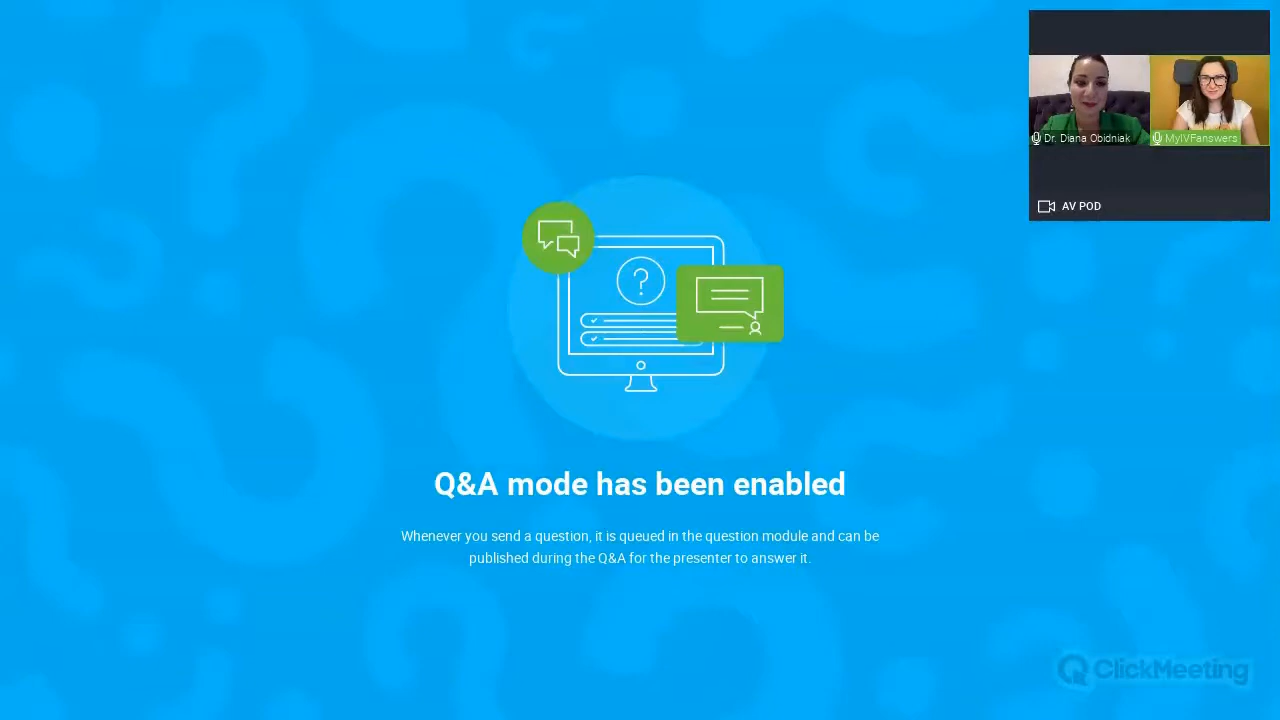 Dr. Diana Obidniak
MyIVFanswers
AV POD
Q&A mode has been enabled
Whenever you send a question, it is queued in the question module and can be
published during the Q&A for the presenter to answer it.
ClickMeeting